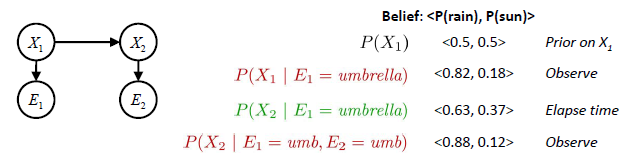 Belief: <P(rain), P(sun)>
X1 X2 P(X1) <0.5, 0.5> Prior on X1
P(X1 | E1 = umbrella) <0.82, 0.18> Observe
E1 E2 P(X2 | E1 = umbrella) <0.63, 0.37> Elapse time
P(X2 | E1 = umb, E2 = umb) <0.88, 0.12> Observe